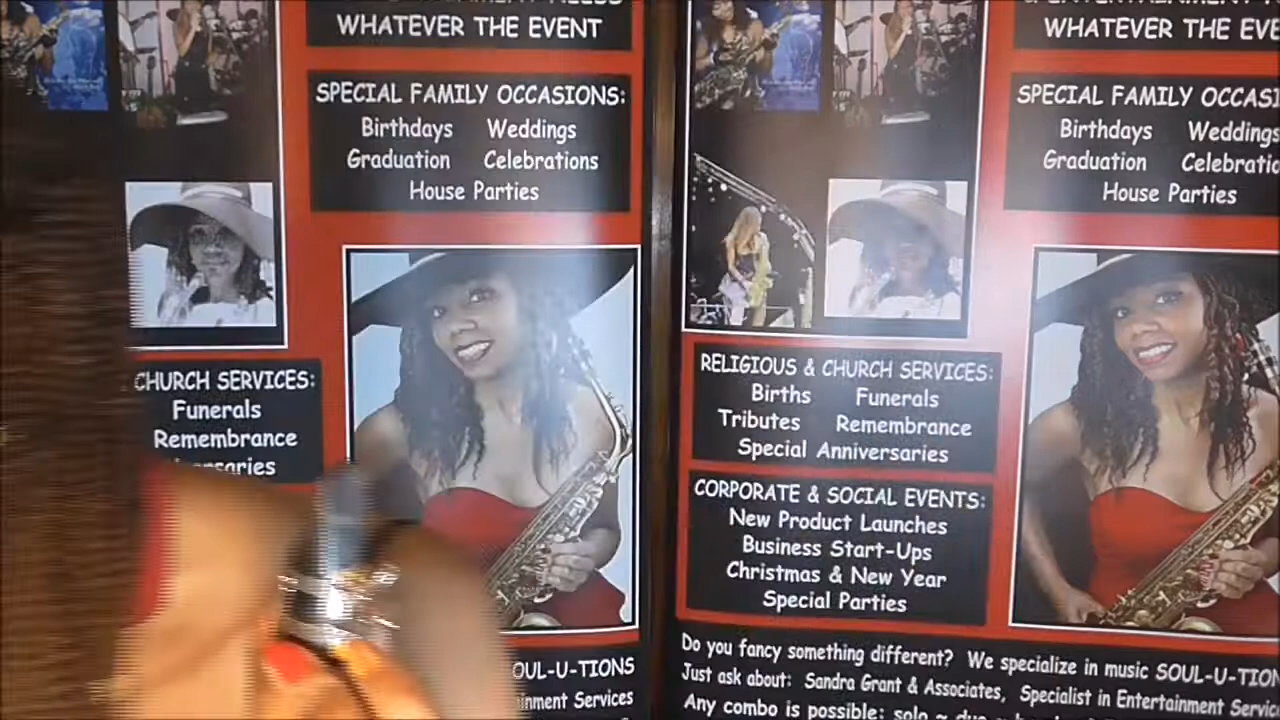 WHATEVER THE EVENT
SPECIAL FAMILY OCCASIONS:
Birthdays Weddings
Graduation Celebrations
House Parties
CHURCH SERVICES:
Funerals
Remembrance
OUL-U-TIONS
inment Services
WHATEVER THE EVE
SPECIAL FAMILY OCCASI
Birthdays Weddings
Graduation Celebratio
House Parties
RELIGIOUS & CHURCH SERVICES:
Births Funerals
Tributes Remembrance
Special Anniversaries
CORPORATE & SOCIAL EVENTS:
New Product Launches
Business Start-Ups
Christmas & New Year
Special Parties
Do you fancy something different? We specialize in music SOUL-U-TION
Just ask about: Sandra Grant & Associates, Specialist in Entertainment Servic
Any combo is possible: solo ~ duo